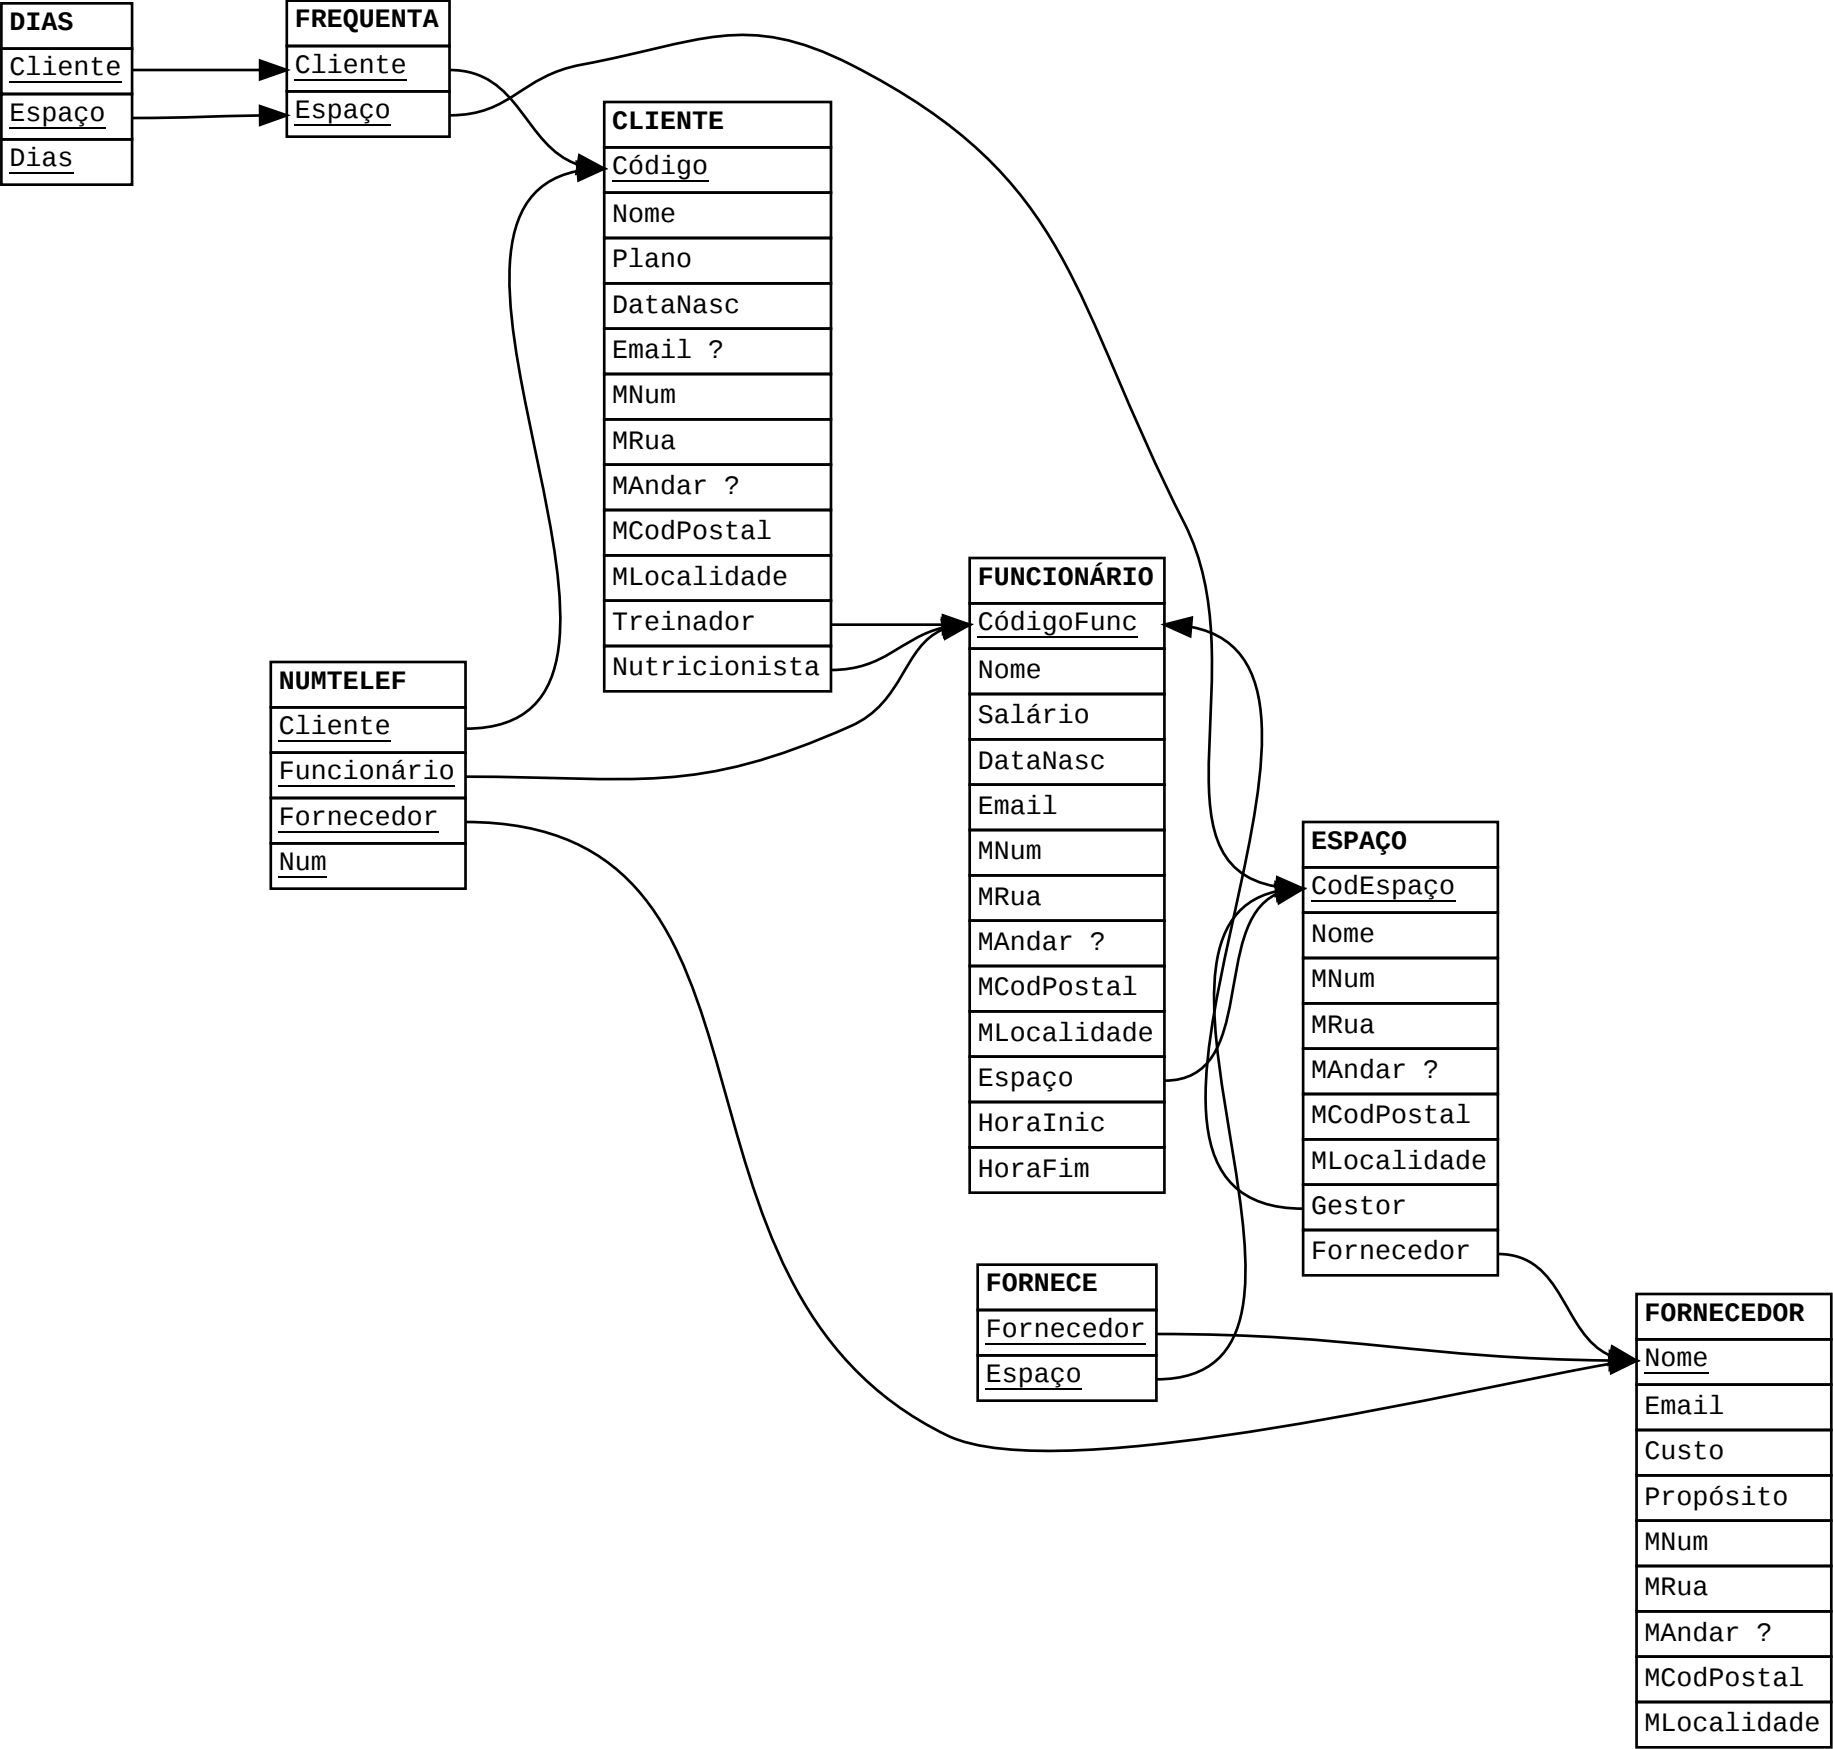 DIAS
Cliente
Espaço
Dias
FREQUENTA
Cliente
Espaço
CLIENTE
Código
Nome
Plano
DataNasc
Email ?
MNum
MRua
MAndar ?
MCodPostal
MLocalidade
Treinador
Nutricionista
NUMTELEF
Cliente
Funcionário
Fornecedor
Num
FUNCIONÁRIO
CódigoFunc
Nome
Salário
DataNasc
Email
MNum
MRua
MAndar ?
MCodPostal
MLocalidade
Espaço
HoraInic
HoraFim
ESPAÇO
CodEspaço
Nome
MNum
MRua
MAndar ?
MCodPostal
MLocalidade
Gestor
Fornecedor
FORNECE
Fornecedor
Espaço
FORNECEDOR
Nome
Email
Custo
Propósito
MNum
MRua
MAndar ?
MCodPostal
MLocalidade